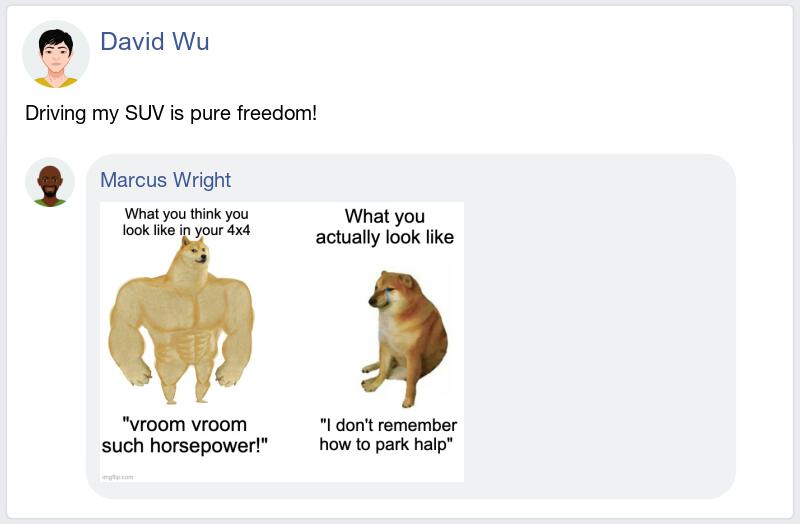 David Wu
Driving my SUV is pure freedom!
Marcus Wright
What you think you
look like in your 4x4
What you
actually look like
"vroom vroom
such horsepower!"
"I don't remember
how to park halp"
imgflip.com